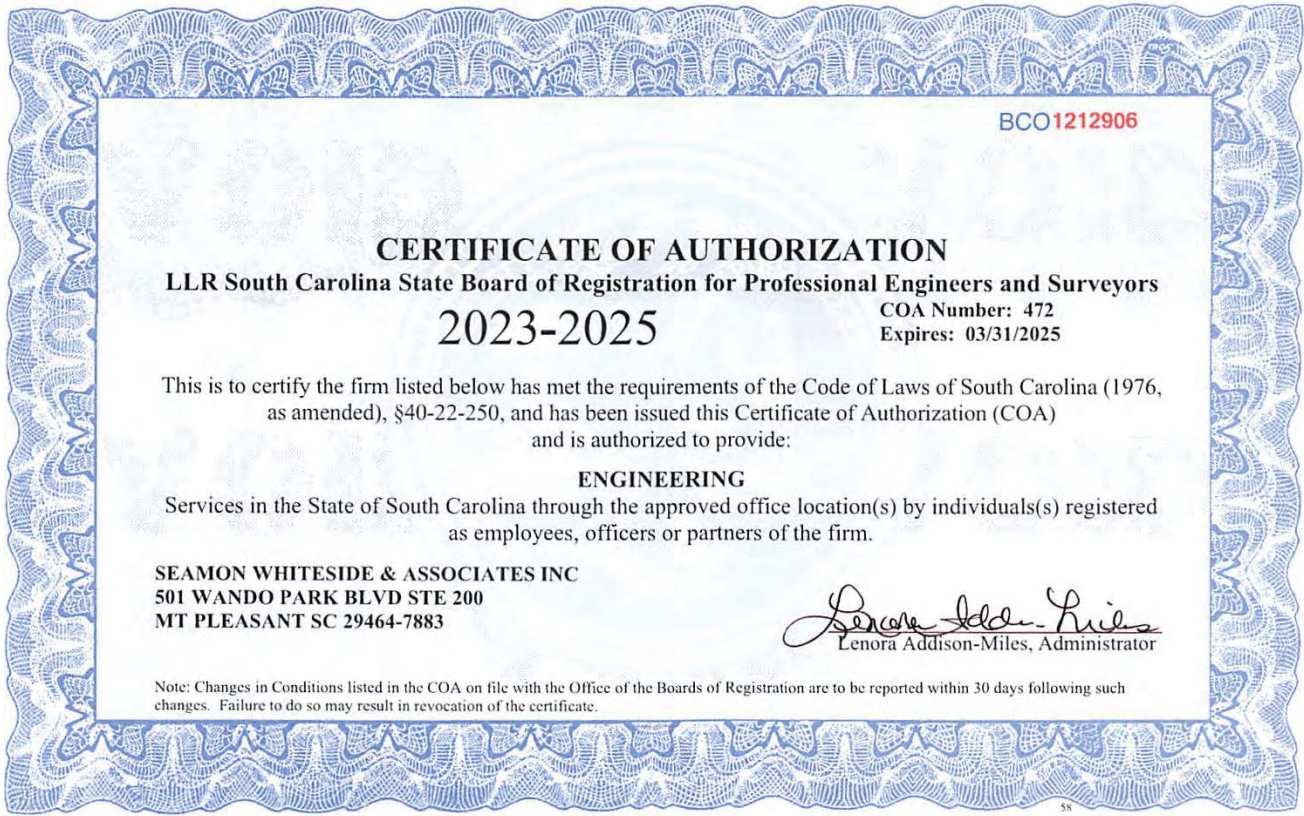 BCO1212906
CERTIFICATE OF AUTHORIZATION
LLR South Carolina State Board of Registration for Professional Engineers and Surveyors
2023-2025
COA Number: 472
Expires: 03/31/2025
This is to certify the firm listed below has met the requirements of the Code of Laws of South Carolina (1976,
as amended), §40-22-250, and has been issued this Certificate of Authorization (COA)
and is authorized to provide:
ENGINEERING
Services in the State of South Carolina through the approved office location(s) by individuals(s) registered
as employees, officers or partners of the firm.
SEAMON WHITESIDE & ASSOCIATES INC
501 WANDO PARK BLVD STE 200
MT PLEASANT SC 29464-7883
Lenora Addison-Miles
Lenora Addison-Miles, Administrator
Note: Changes in Conditions listed in the COA on file with the Office of the Boards of Registration are to be reported within 30 days following such
changes. Failure to do so may result in revocation of the certificate.
58